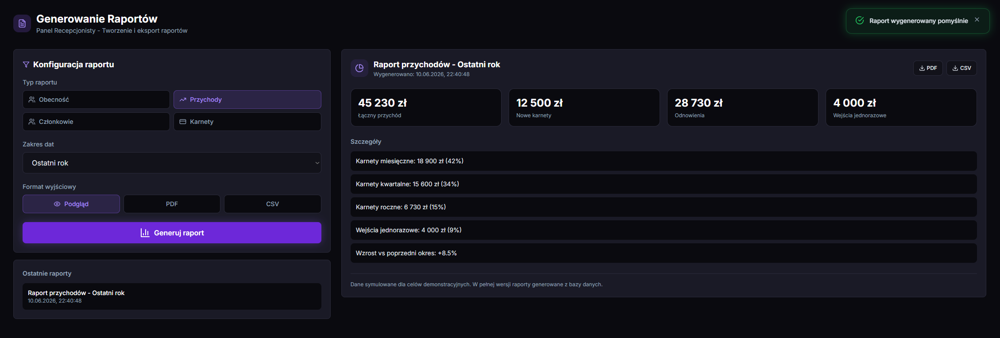 Generowanie Raportów
Panel Recepcjonisty - Tworzenie i eksport raportów
Raport wygenerowany pomyślnie
Konfiguracja raportu
Typ raportu
Obecność
Przychody
Członkowie
Karnety
Zakres dat
Ostatni rok
Format wyjściowy
Podgląd
PDF
CSV
Generuj raport
Ostatnie raporty
Raport przychodów - Ostatni rok
10.06.2026, 22:40:48
Raport przychodów - Ostatni rok
Wygenerowano: 10.06.2026, 22:40:48
PDF
CSV
45 230 zł
Łączny przychód
12 500 zł
Nowe karnety
28 730 zł
Odnowienia
4 000 zł
Wejścia jednorazowe
Szczegóły
Karnety miesięczne: 18 900 zł (42%)
Karnety kwartalne: 15 600 zł (34%)
Karnety roczne: 6 730 zł (15%)
Wejścia jednorazowe: 4 000 zł (9%)
Wzrost vs poprzedni okres: +8.5%
Dane symulowane dla celów demonstracyjnych. W pełnej wersji raporty generowane z bazy danych.